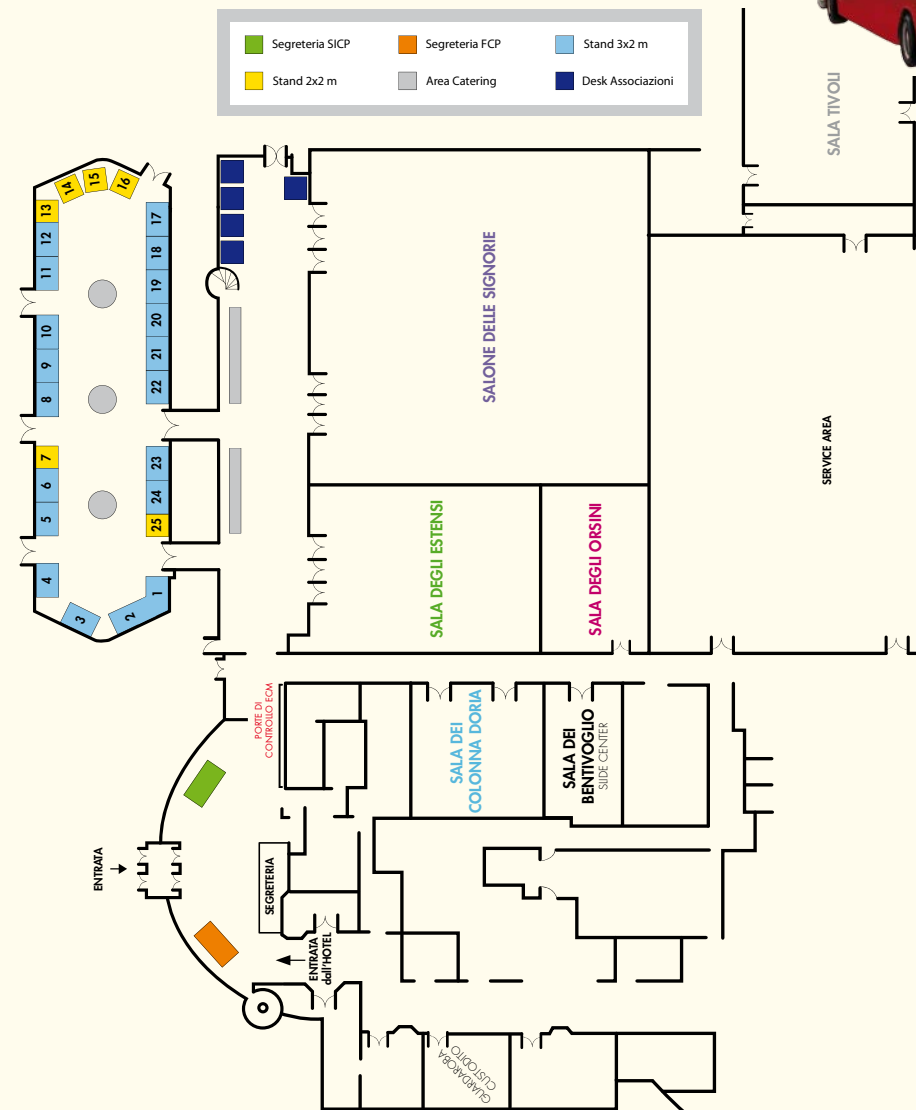 Segreteria SICP
Segreteria FCP
Stand 3x2 m
Stand 2x2 m
Area Catering
Desk Associazioni
SALA TIVOLI
14
15
16
13
12
11
10
9
8
7
6
5
4
3
2
1
17
18
19
20
21
22
23
24
25
SALONE DELLE SIGNORIE
SERVICE AREA
SALA DEGLI ESTENSI
SALA DEGLI ORSINI
PORTE DI
CONTROLLO ECM
SALA DEI
COLONNA DORIA
SALA DEI
BENTIVOGLIO
SLIDE CENTER
ENTRATA
SEGRETERIA
ENTRATA
dall'HOTEL
GUARDAROBA
CUSTODITO